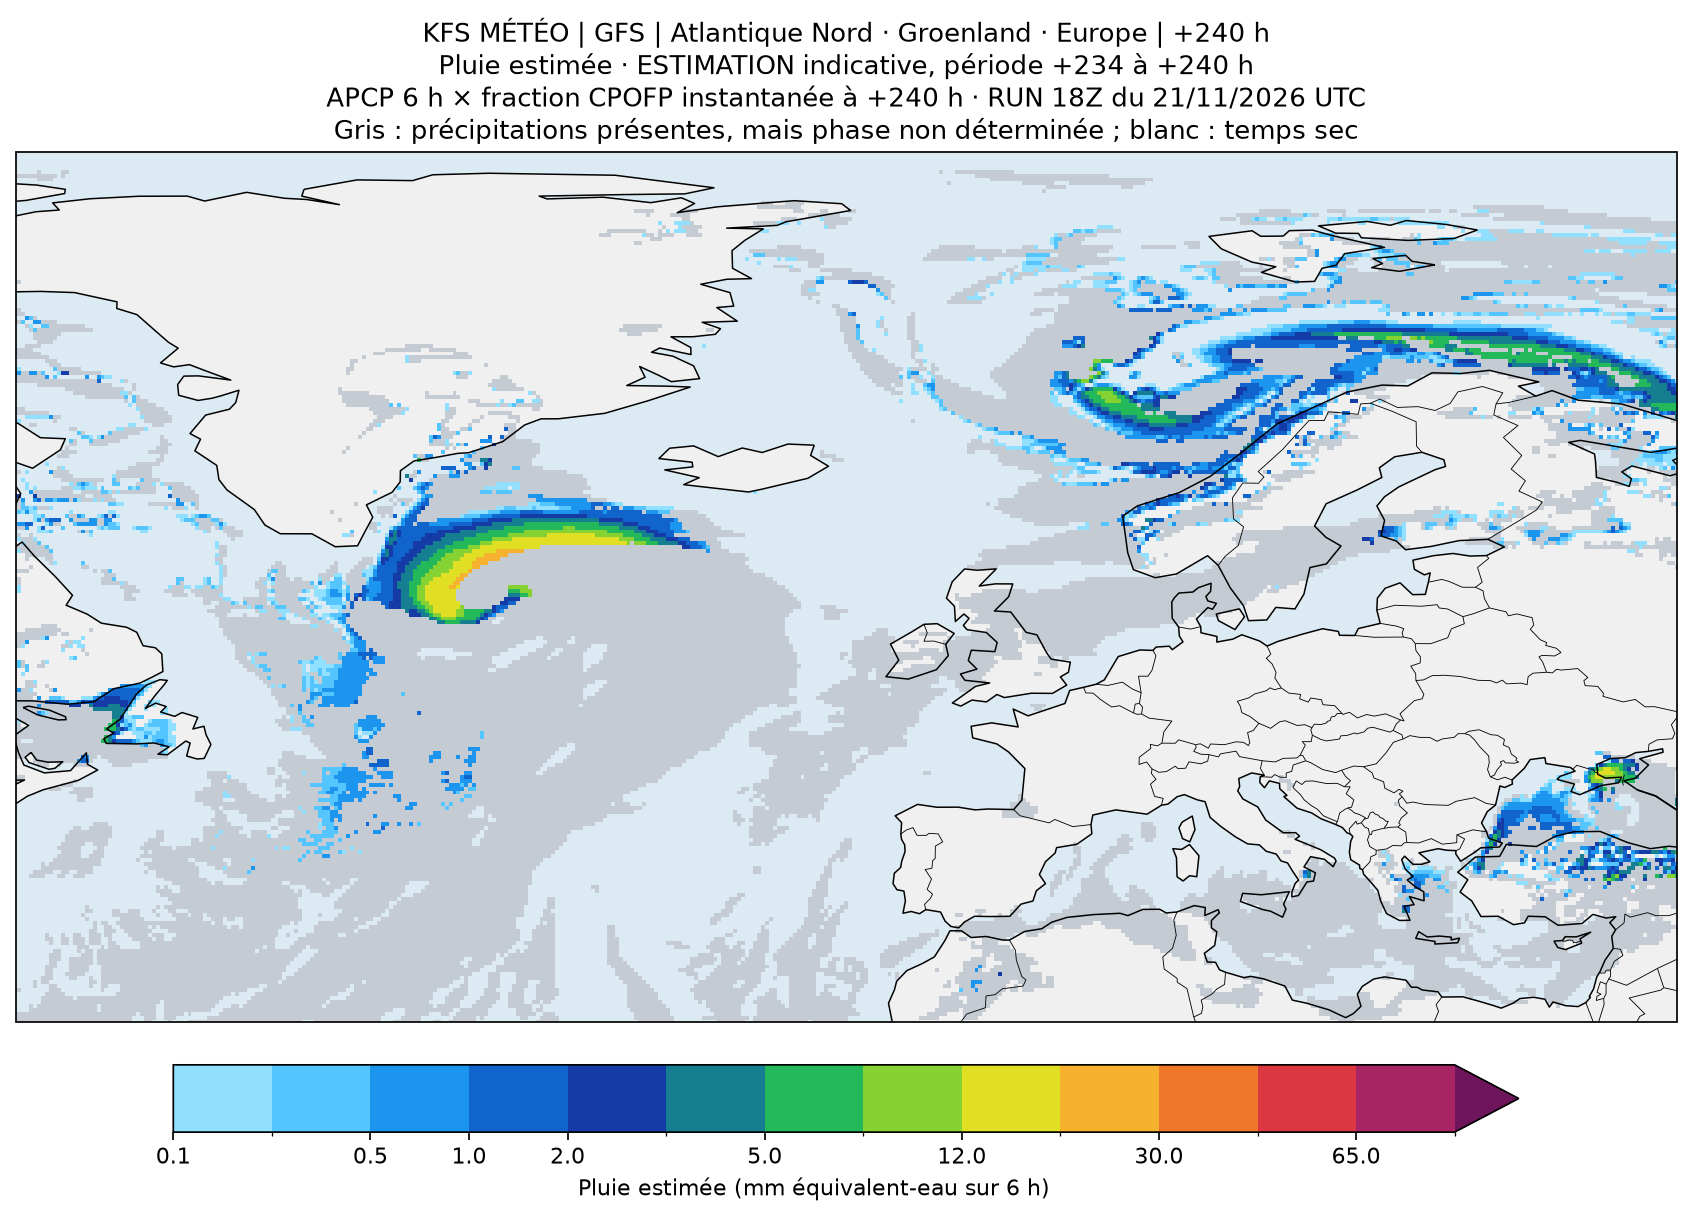 KFS MÉTÉO | GFS | Atlantique Nord · Groenland · Europe | +240 h
Pluie estimée · ESTIMATION indicative, période +234 à +240 h
APCP 6 h × fraction CPOFP instantanée à +240 h · RUN 18Z du 21/11/2026 UTC
Gris : précipitations présentes, mais phase non déterminée ; blanc : temps sec
0.1 0.5 1.0 2.0 5.0 12.0 30.0 65.0
Pluie estimée (mm équivalent-eau sur 6 h)